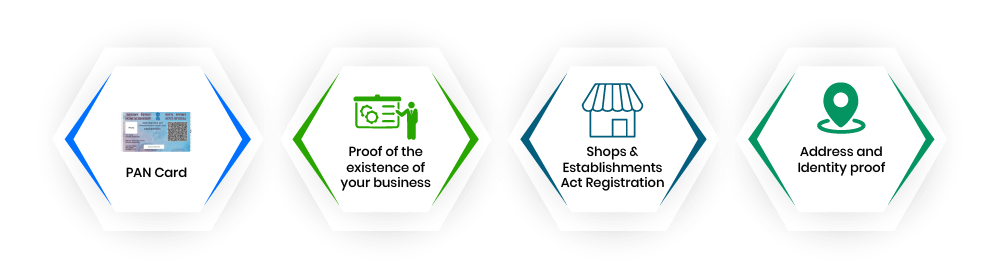 PAN Card
Proof of the
existence of
your business
Shops &
Establishments
Act Registration
Address and
Identity proof